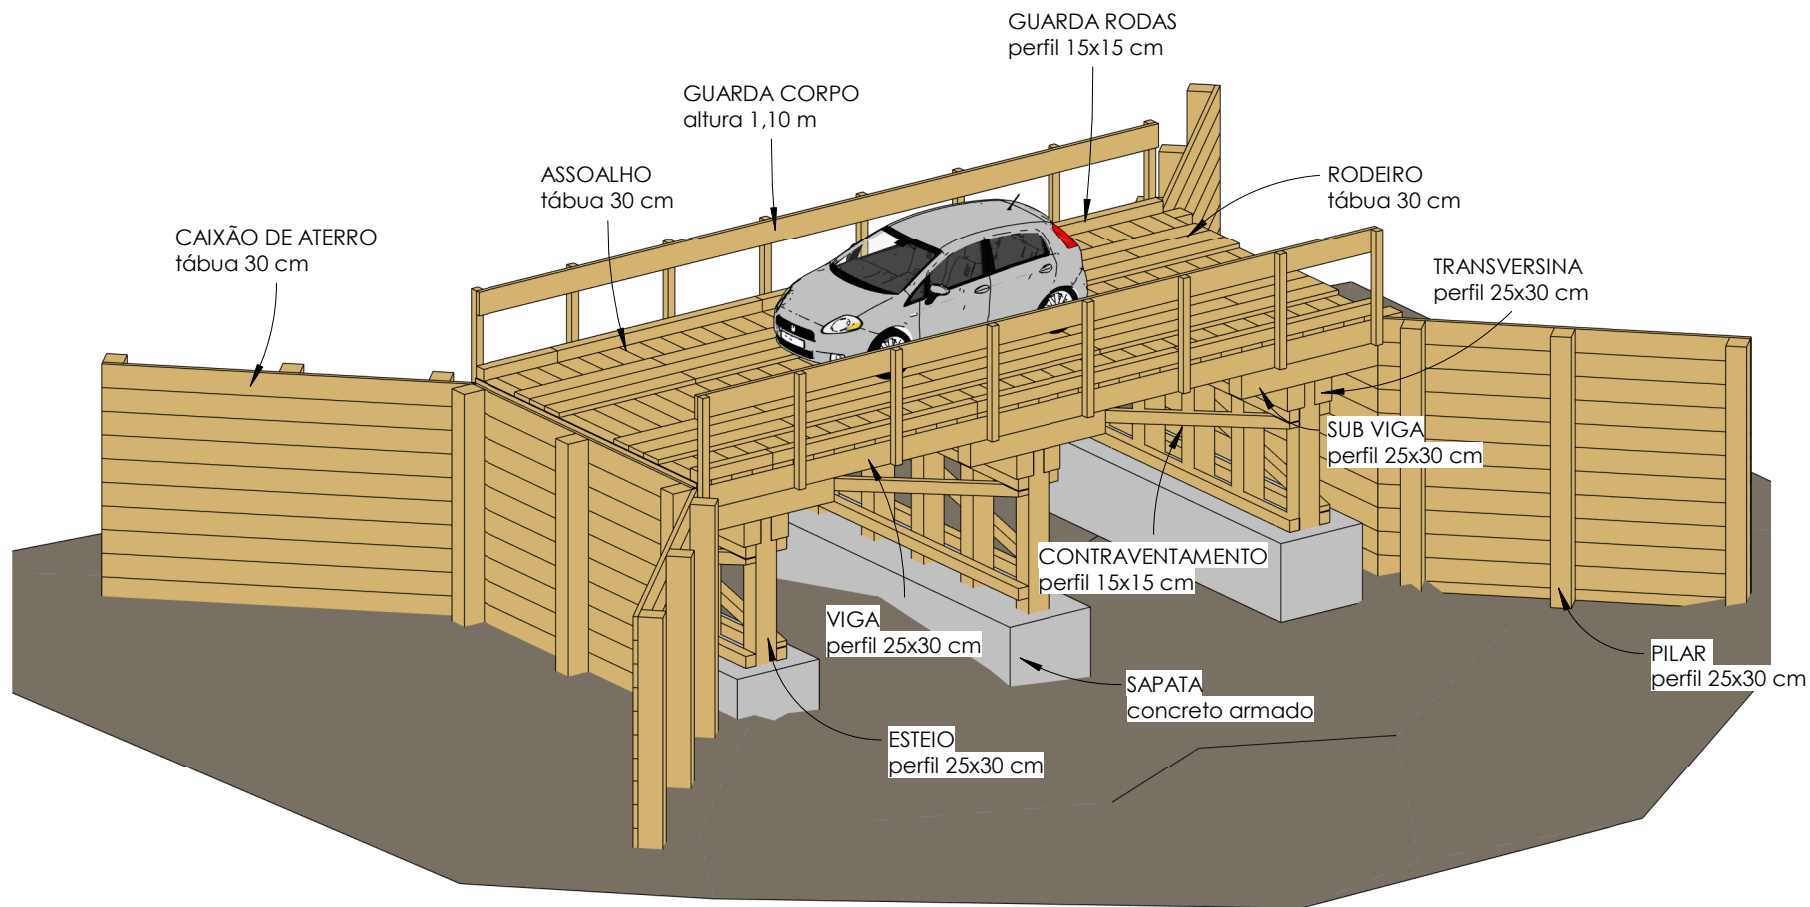 GUARDA RODAS
perfil 15x15 cm
GUARDA CORPO
altura 1,10 m
ASSOALHO
tábua 30 cm
RODEIRO
tábua 30 cm
CAIXÃO DE ATERRO
tábua 30 cm
TRANSVERSINA
perfil 25x30 cm
SUB VIGA
perfil 25x30 cm
CONTRAVENTAMENTO
perfil 15x15 cm
VIGA
perfil 25x30 cm
PILAR
perfil 25x30 cm
SAPATA
concreto armado
ESTEIO
perfil 25x30 cm